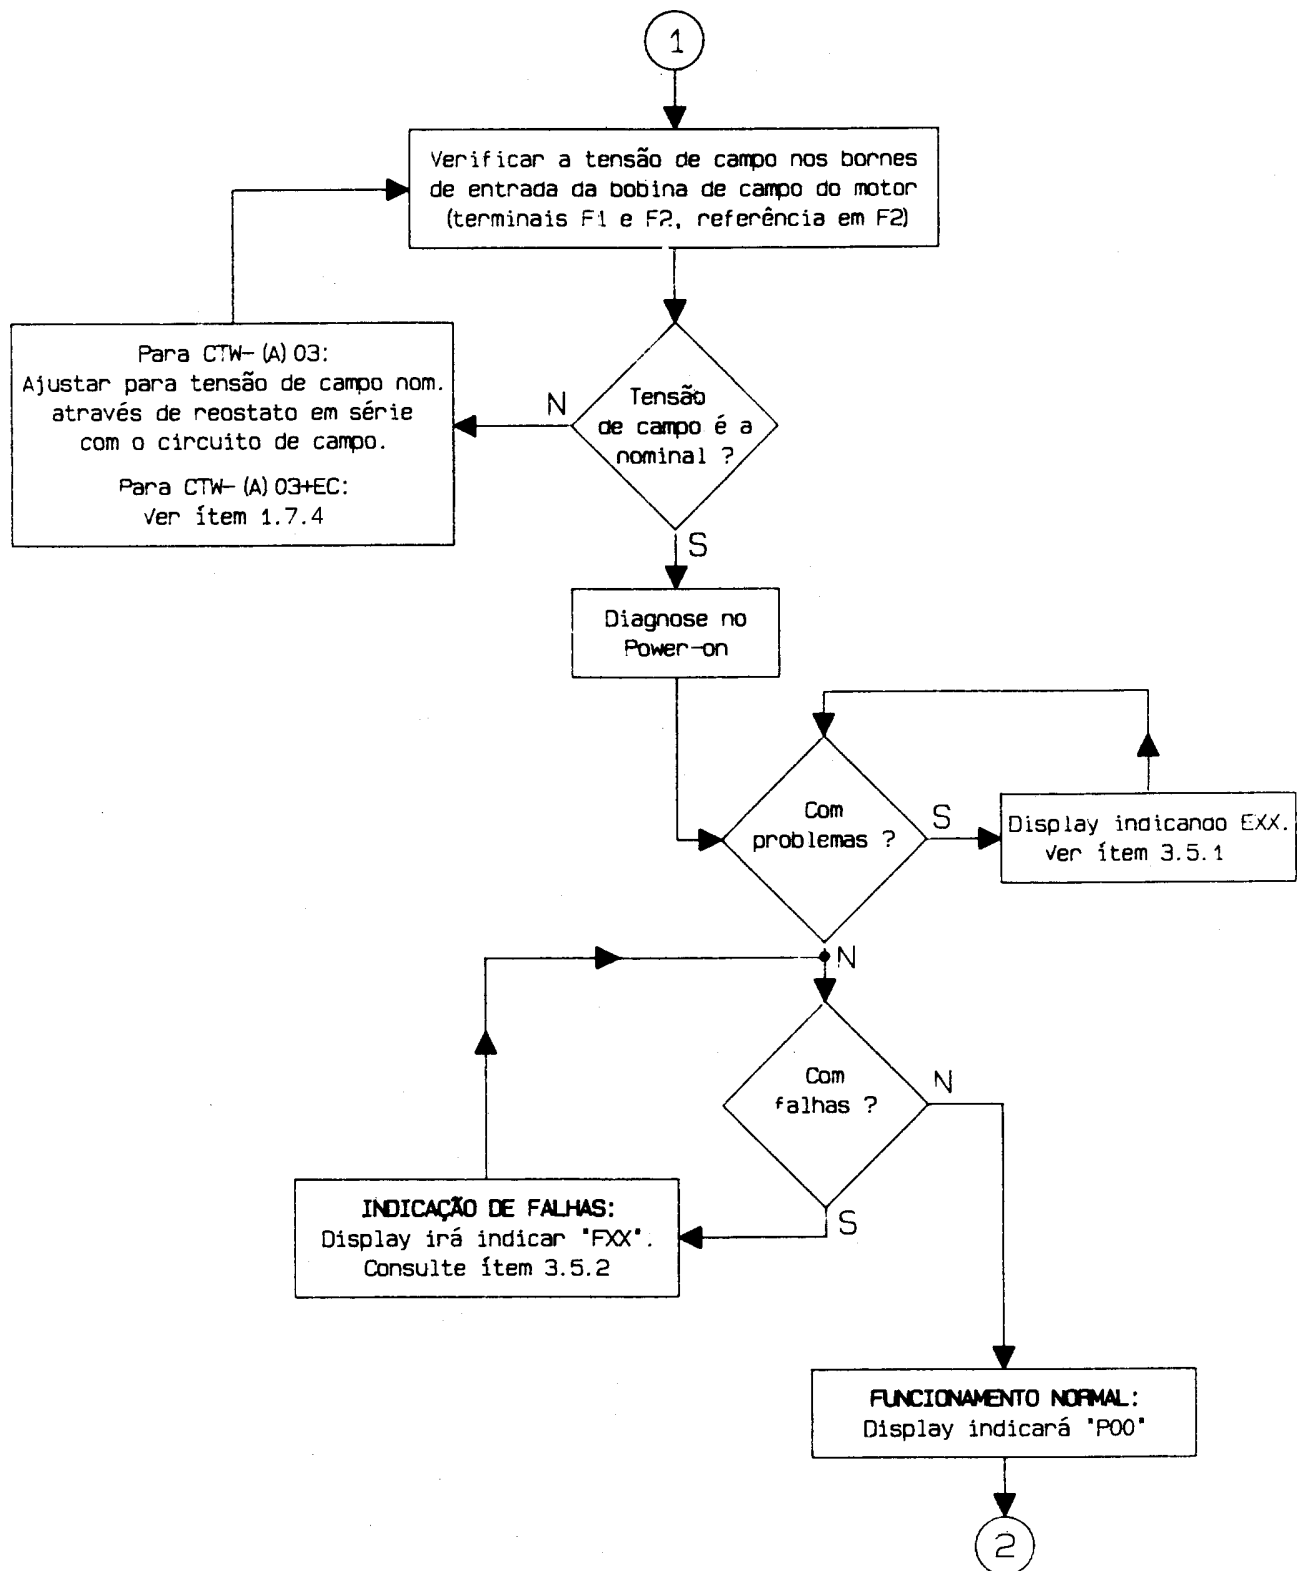 1
Verificar a tensão de campo nos bornes
de entrada da bobina de campo do motor
(terminais F1 e F2, referência em F2)
Para CTW-(A)03:
Ajustar para tensão de campo nom.
através de reostato em série
com o circuito de campo.
Para CTW-(A)03+EC:
Ver ítem 1.7.4
N
Tensão
de campo é a
nominal ?
S
Diagnose no
Power-on
Com
problemas ?
S
Display indicando EXX.
Ver ítem 3.5.1
N
Com
falhas ?
N
S
INDICAÇÃO DE FALHAS:
Display irá indicar "FXX".
Consulte ítem 3.5.2
FUNCIONAMENTO NORMAL:
Display indicará "P00"
2